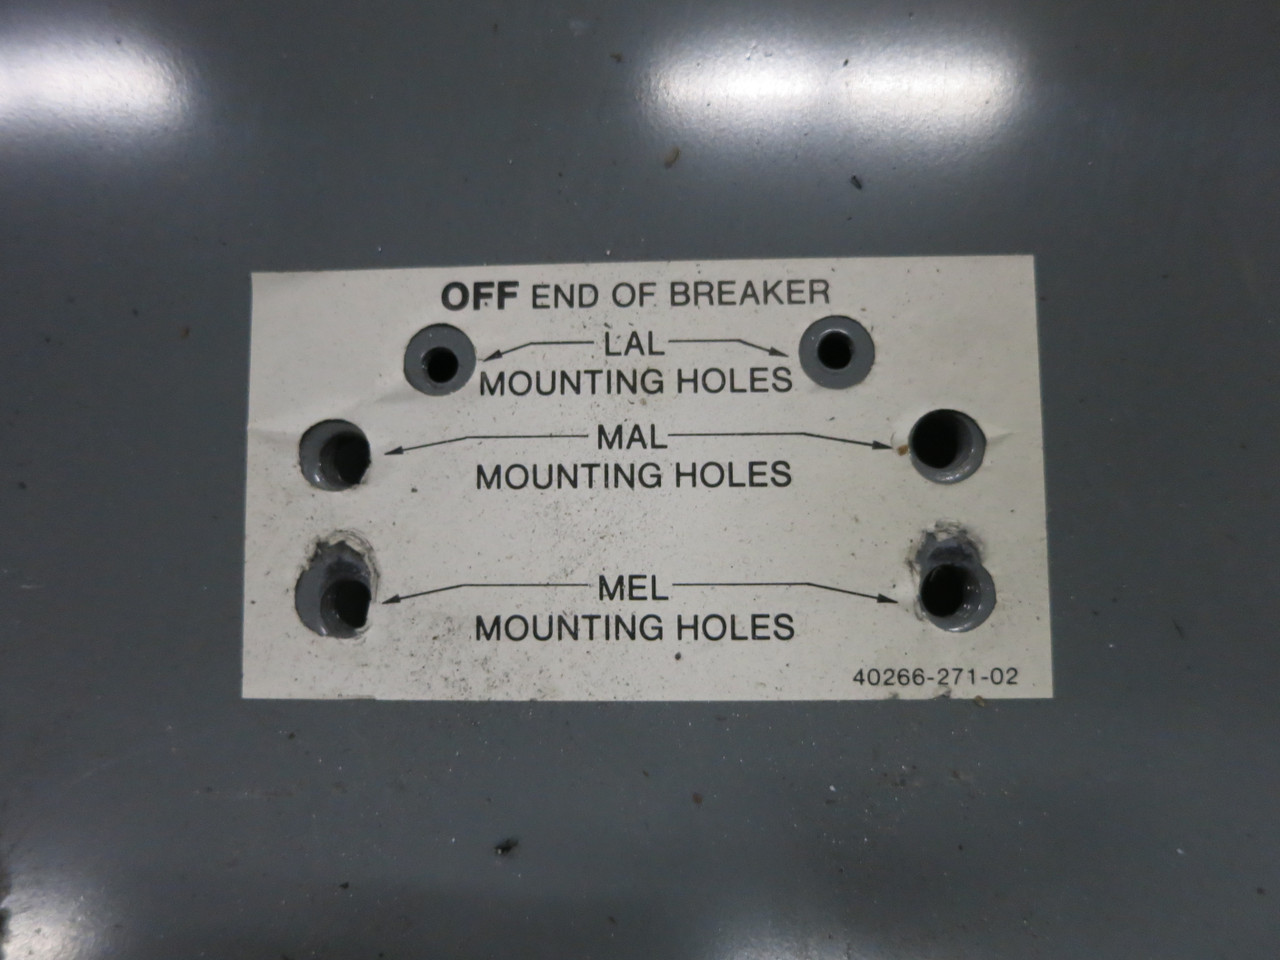 OFF END OF BREAKER
LAL
MOUNTING HOLES
MAL
MOUNTING HOLES
MEL
MOUNTING HOLES
40266-271-02